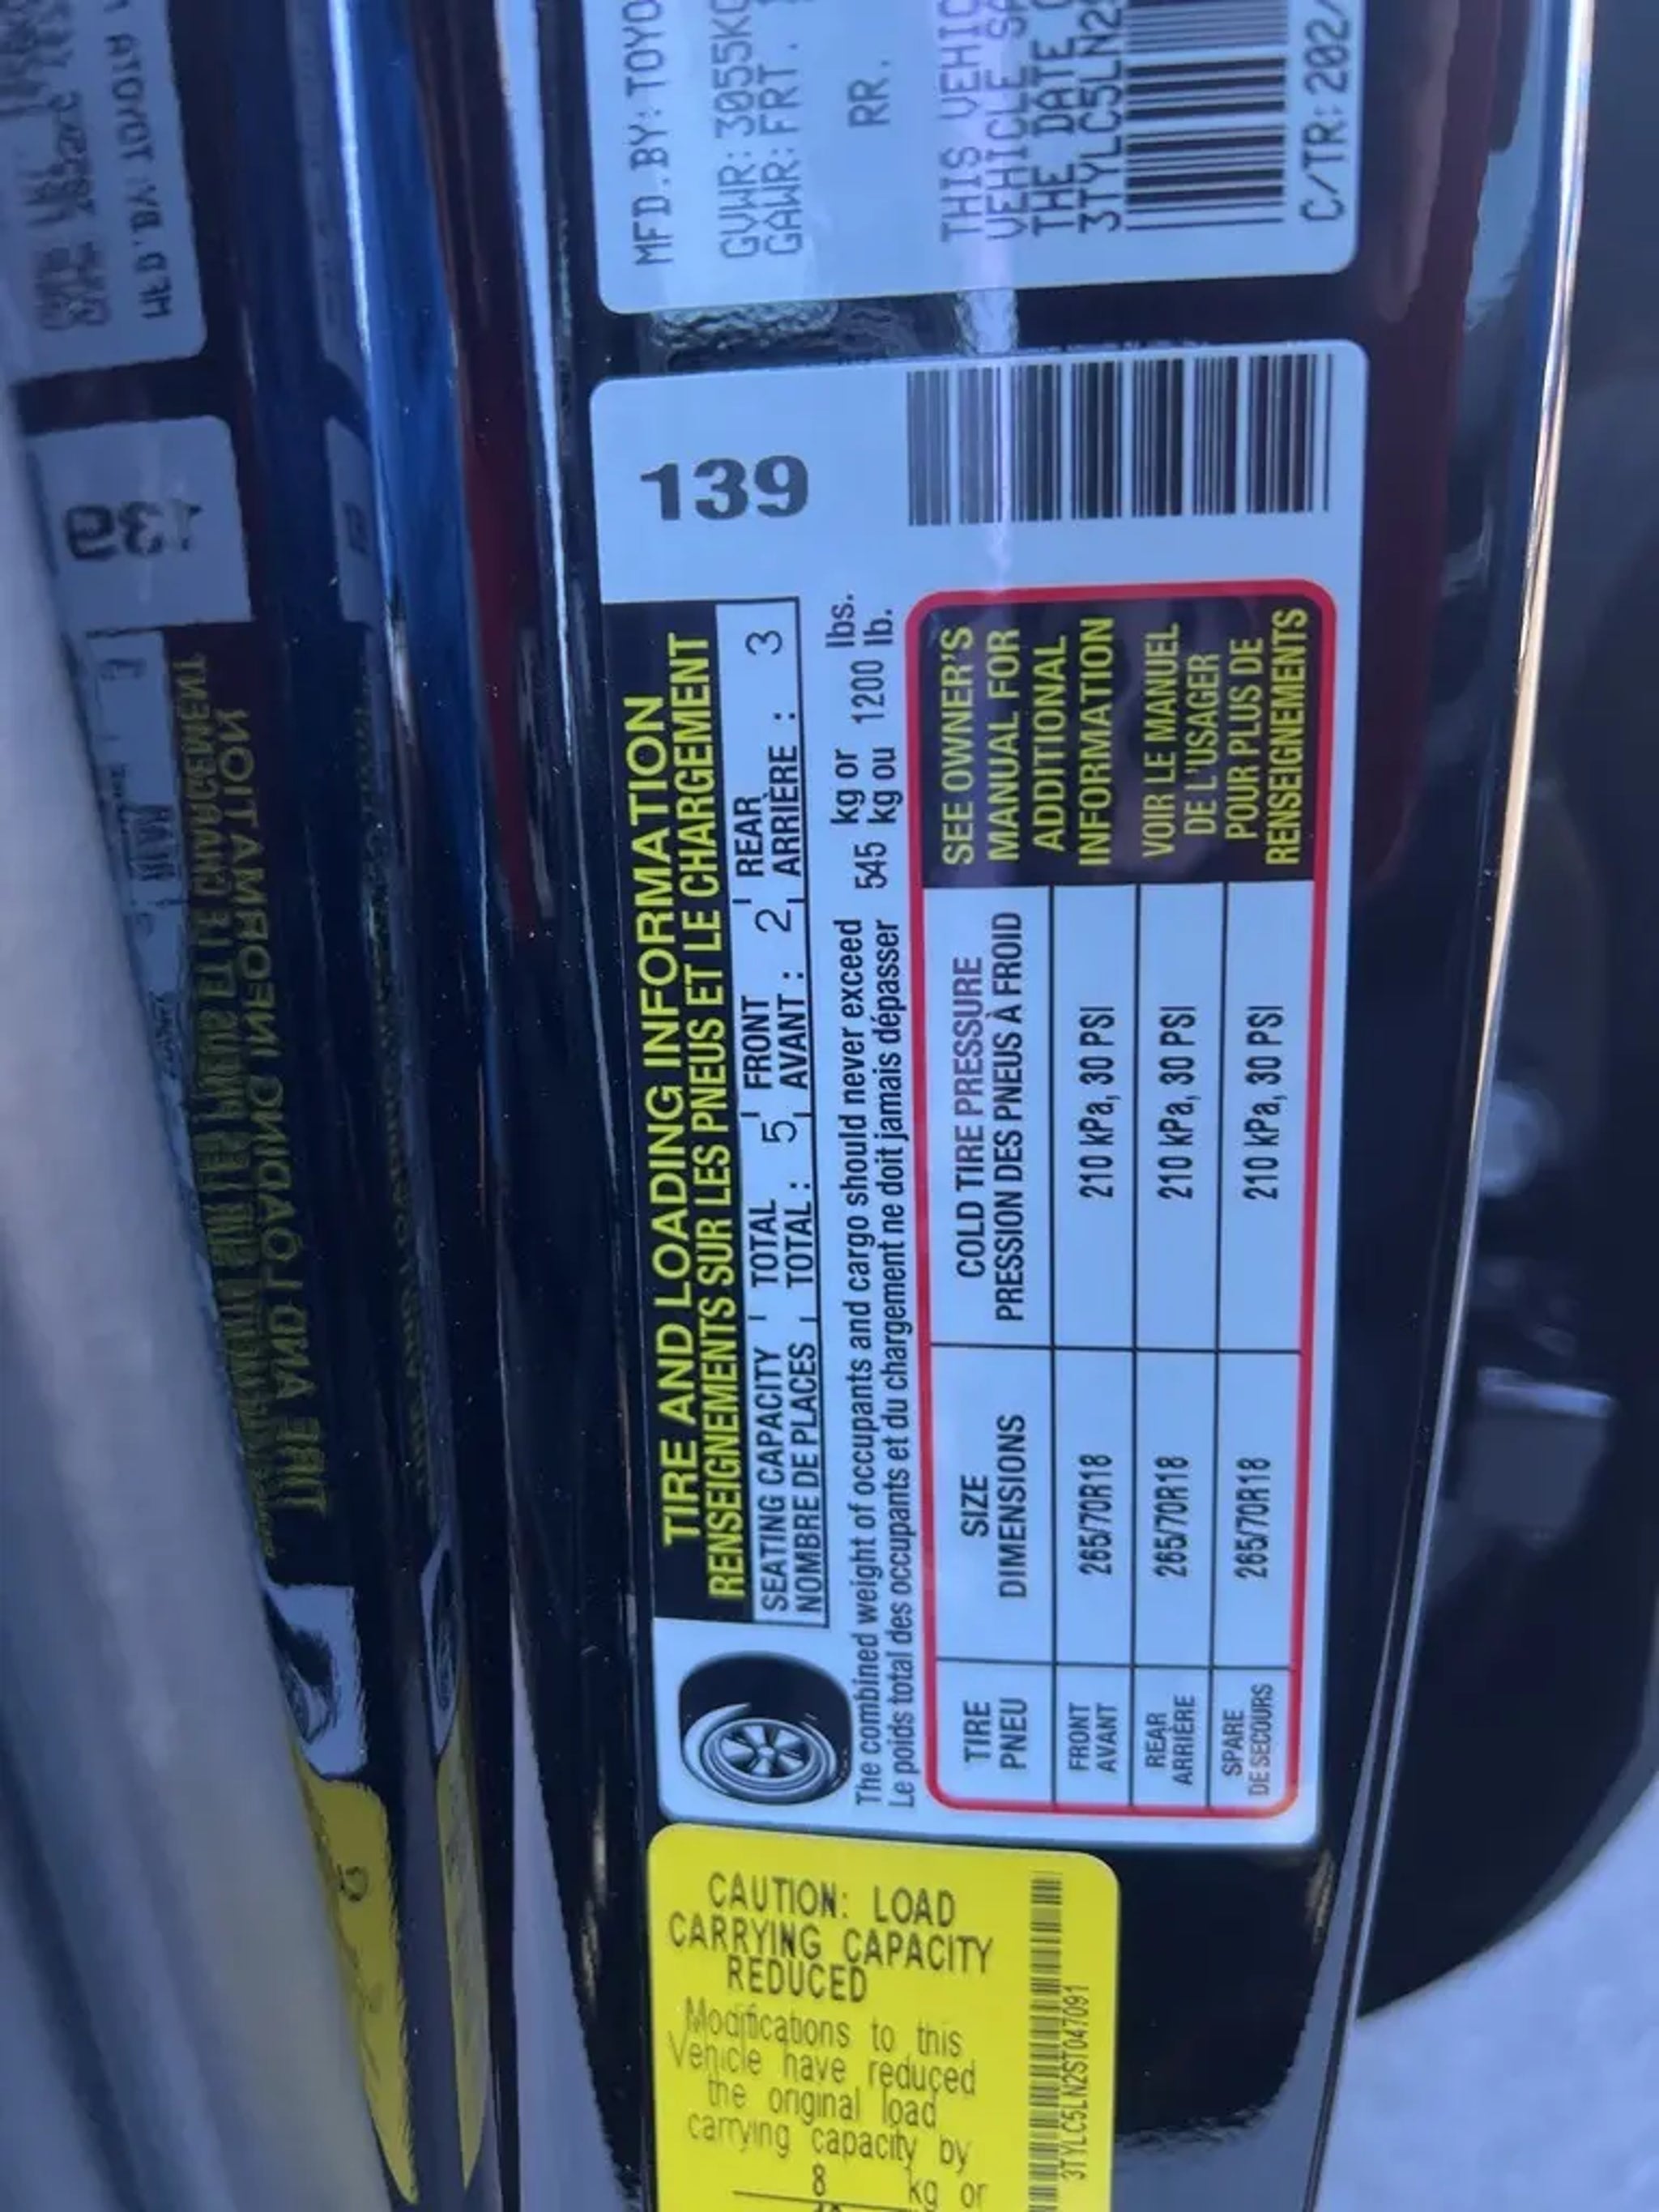 MFD.BY: TOYO
GVWR: 3055KG
GAWR: FRT.
RR.
THIS VEHIC
VEHICLE SA
THE DATE O
3TYLC5LN2S
C/TR: 202
139
TIRE AND LOADING INFORMATION
RENSEIGNEMENTS SUR LES PNEUS ET LE CHARGEMENT
SEATING CAPACITY TOTAL 5 FRONT 2 REAR 3
NOMBRE DE PLACES TOTAL : AVANT : ARRIÈRE :
The combined weight of occupants and cargo should never exceed 545 kg or 1200 lbs.
Le poids total des occupants et du chargement ne doit jamais dépasser kg ou lb.
TIRE SIZE COLD TIRE PRESSURE
PNEU DIMENSIONS PRESSION DES PNEUS À FROID
FRONT
AVANT 265/70R18 210 kPa, 30 PSI
REAR
ARRIÈRE 265/70R18 210 kPa, 30 PSI
SPARE
DE SECOURS 265/70R18 210 kPa, 30 PSI
SEE OWNER'S
MANUAL FOR
ADDITIONAL
INFORMATION
VOIR LE MANUEL
DE L'USAGER
POUR PLUS DE
RENSEIGNEMENTS
CAUTION: LOAD
CARRYING CAPACITY
REDUCED
Modifications to this
Vehicle have reduced
the original load
carrying capacity by
8 kg or
3TYLC5LN2ST047091